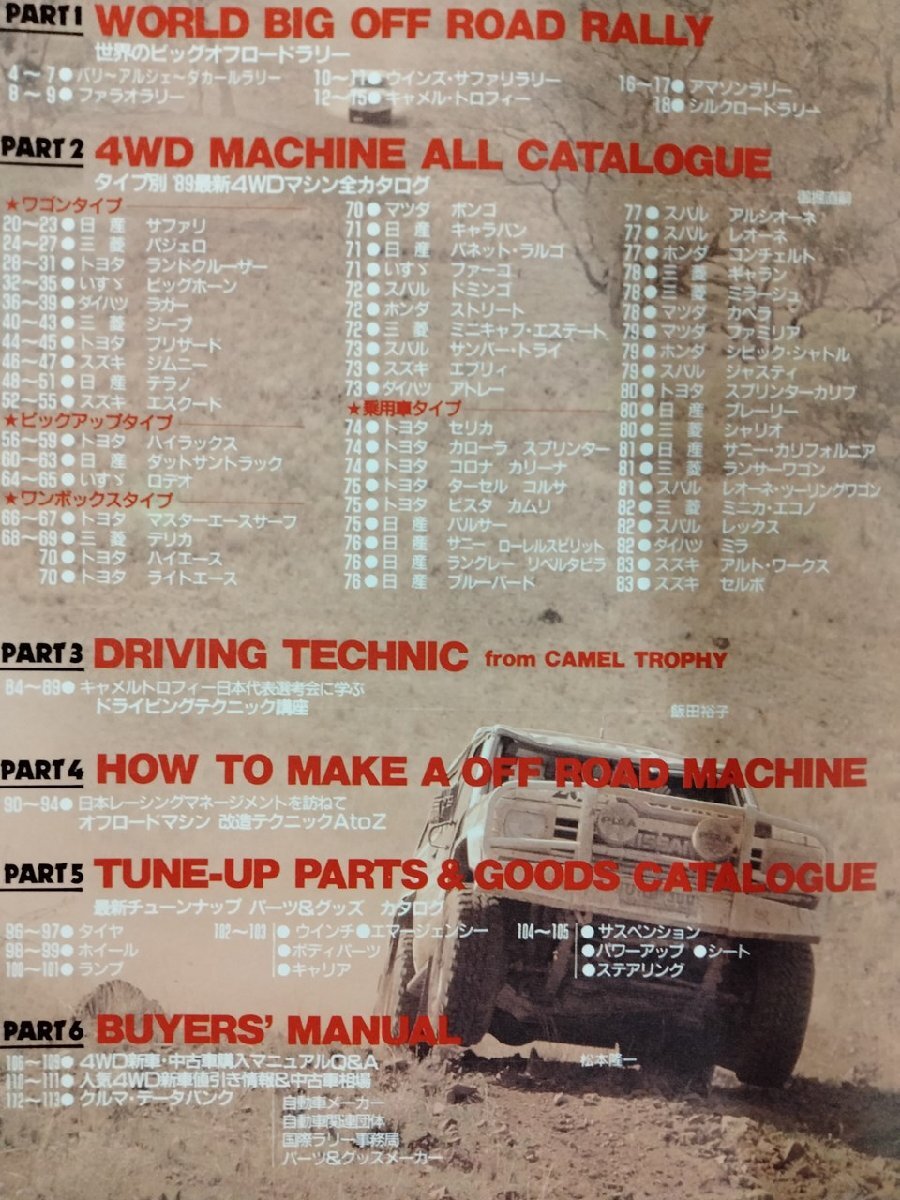 PART1 WORLD BIG OFF ROAD RALLY
世界のビッグオフロードラリー
4〜7●パリ〜アルジェ〜ダカールラリー
8〜9●ファラオラリー
10〜11●ウインズ・サファリラリー
12〜15●キャメル・トロフィー
16〜17●アマゾンラリー
18●シルクロードラリー
PART2 4WD MACHINE ALL CATALOGUE
タイプ別 '89最新4WDマシン全カタログ
★ワゴンタイプ
20〜23●日産 サファリ
24〜27●三菱 パジェロ
28〜31●トヨタ ランドクルーザー
32〜35●いすゞ ビッグホーン
36〜39●ダイハツ ラガー
40〜43●三菱 ジープ
44〜45●トヨタ ブリザード
46〜47●スズキ ジムニー
48〜51●日産 テラノ
52〜55●スズキ エスクード
★ピックアップタイプ
56〜59●トヨタ ハイラックス
60〜63●日産 ダットサントラック
64〜65●いすゞ ロデオ
★ワンボックスタイプ
66〜67●トヨタ マスターエースサーフ
68〜69●三菱 デリカ
70●トヨタ ハイエース
70●トヨタ ライトエース
70●マツダ ボンゴ
71●日産 キャラバン
71●日産 バネット・ラルゴ
71●いすゞ ファーゴ
72●スバル ドミンゴ
72●ホンダ ストリート
72●三菱 ミニキャブ・エステート
73●スバル サンバー・トライ
73●スズキ エブリィ
73●ダイハツ アトレー
★乗用車タイプ
74●トヨタ セリカ
74●トヨタ カローラ スプリンター
74●トヨタ コロナ カリーナ
75●トヨタ ターセル コルサ
75●トヨタ ビスタ カムリ
75●日産 パルサー
76●日産 サニー ローレルスピリット
76●日産 ラングレー リベルタビラ
76●日産 ブルーバード
77●スバル アルシオーネ
77●スバル レオーネ
77●ホンダ コンチェルト
78●三菱 ギャラン
78●三菱 ミラージュ
78●マツダ カペラ
79●マツダ ファミリア
79●ホンダ シビック・シャトル
79●スバル ジャスティ
80●トヨタ スプリンターカリブ
80●日産 プレーリー
80●三菱 シャリオ
81●日産 サニー・カリフォルニア
81●三菱 ランサーワゴン
81●スバル レオーネ・ツーリングワゴン
82●三菱 ミニカ・エコノ
82●スバル レックス
82●ダイハツ ミラ
83●スズキ アルト・ワークス
83●スズキ セルボ
PART3 DRIVING TECHNIC from CAMEL TROPHY
84〜89●キャメルトロフィー日本代表選考会に学ぶ
ドライビングテクニック講座
飯田裕子
PART4 HOW TO MAKE A OFF ROAD MACHINE
90〜94●日本レーシングマネージメントを訪ねて
オフロードマシン 改造テクニックAtoZ
PIAA
NISSAN
PART5 TUNE-UP PARTS & GOODS CATALOGUE
最新チューンナップ パーツ&グッズ カタログ
96〜97●タイヤ
98〜99●ホイール
100〜101●ランプ
102〜103 ●ウインチ●エマージェンシー
●ボディパーツ
●キャリア
104〜105 ●サスペンション
●パワーアップ ●シート
●ステアリング
PART6 BUYERS' MANUAL
106〜109●4WD新車・中古車購入マニュアルQ&A
110〜111●人気4WD新車値引き情報&中古車相場
112〜113●クルマ・データバンク
自動車メーカー
自動車関連団体
国際ラリー事務局
パーツ&グッズメーカー
松本隆一